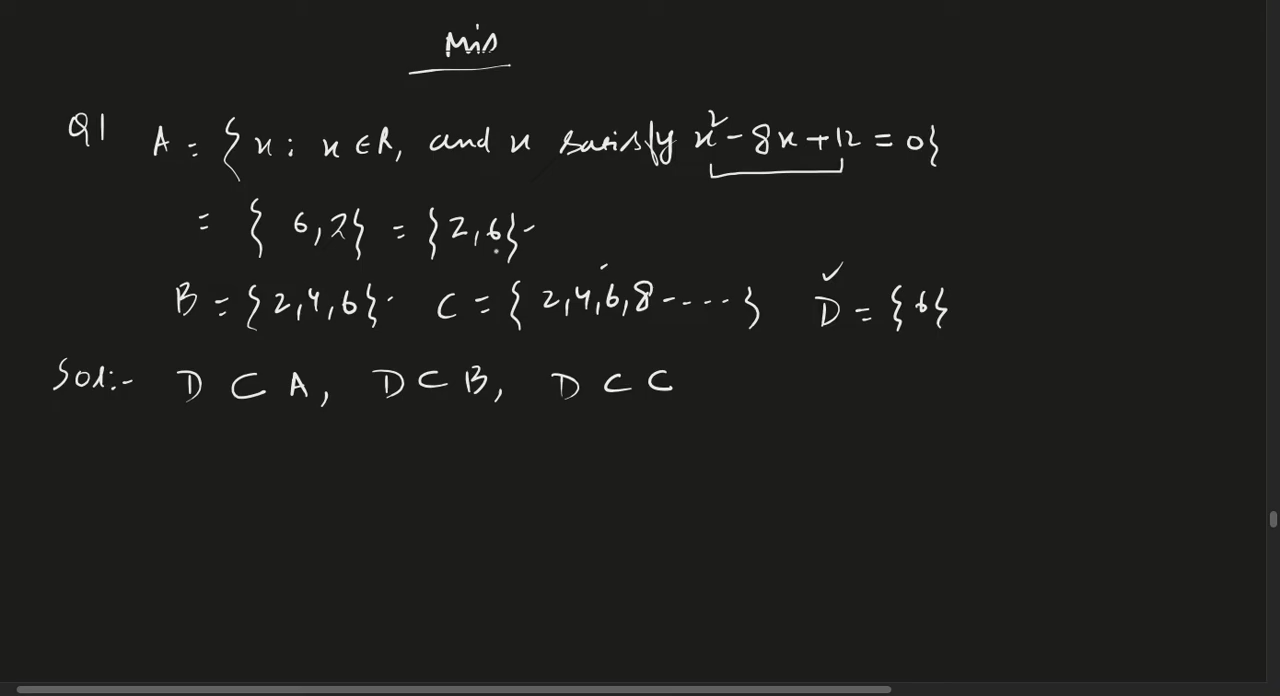 Mis
Q1 A = { x : x ∈ R, and x satisfy x² - 8x + 12 = 0}
= { 6, 2} = {2, 6}
B = {2, 4, 6} C = { 2, 4, 6, 8 - - - - - } D = {6}
Sol:- D ⊂ A, D ⊂ B, D ⊂ C